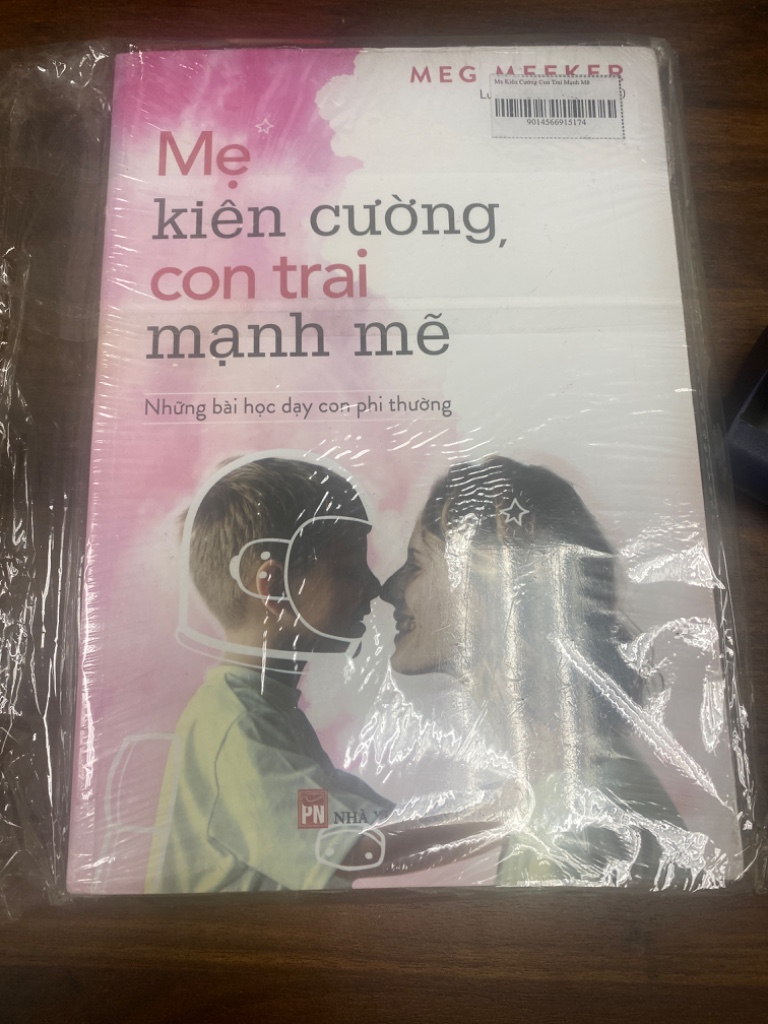 MEG MEEKER
Mẹ Kiên Cường Con Trai Mạnh Mẽ
9014566915174
Mẹ
kiên cường,
con trai
mạnh mẽ
Những bài học dạy con phi thường
PN NHÀ